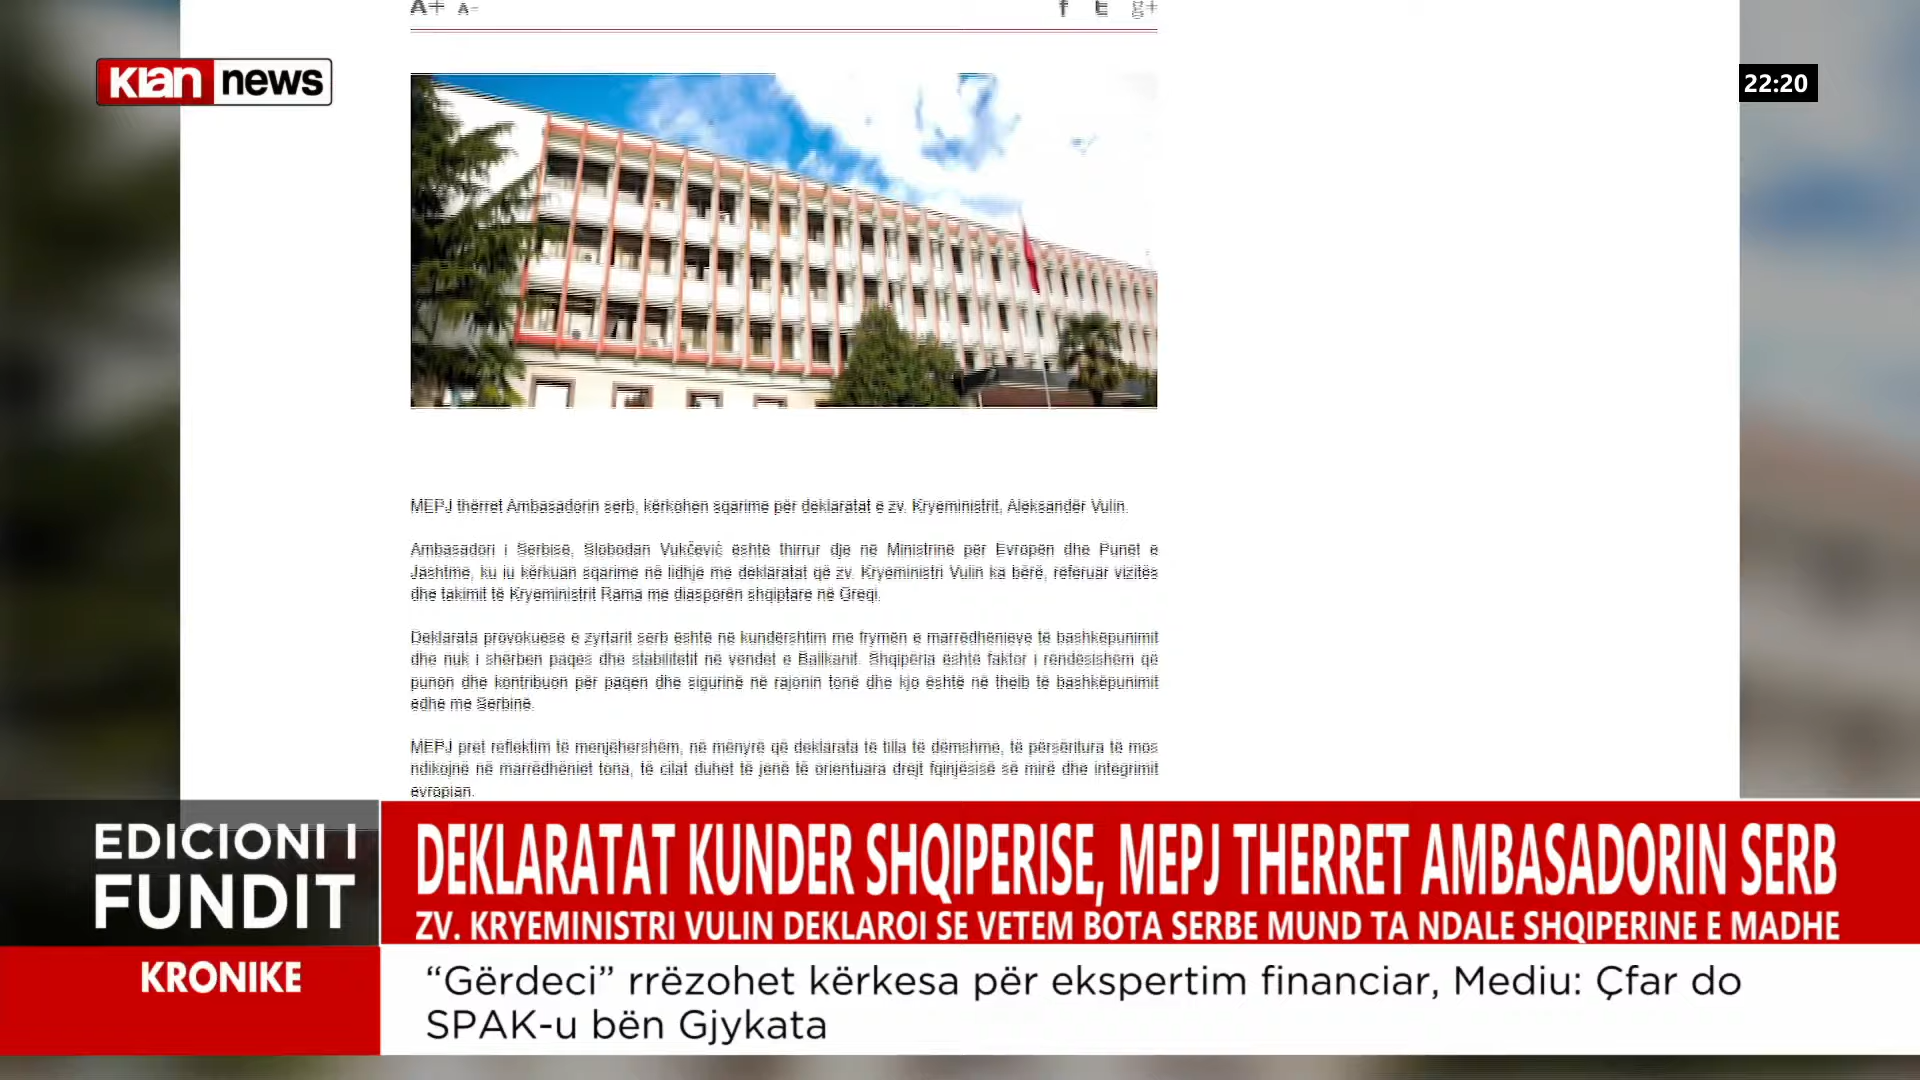 A+ A- f t g+
Klan news
22:20
MEPJ thërret Ambasadorin serb, kërkohen sqarime për deklaratat e zv. Kryeministrit, Aleksandër Vulin.
Ambasadori i Serbisë, Slobodan Vukčević është thirrur dje në Ministrinë për Evropën dhe Punët e
Jashtme, ku iu kërkuan sqarime në lidhje me deklaratat që zv. Kryeministri Vulin ka bërë, referuar vizitës
dhe takimit të Kryeministrit Rama me diasporën shqiptare në Greqi.
Deklarata provokuese e zyrtarit serb është në kundërshtim me frymën e marrëdhënieve të bashkëpunimit
dhe nuk i shërben paqes dhe stabilitetit në vendet e Ballkanit. Shqipëria është faktor i rëndësishëm që
punon dhe kontribuon për paqen dhe sigurinë në rajonin tonë dhe kjo është në thelb të bashkëpunimit
edhe me Serbinë.
MEPJ pret reflektim të menjëhershëm, në mënyrë që deklarata të tilla të dëmshme, të përsëritura të mos
ndikojnë në marrëdhëniet tona, të cilat duhet të jenë të orientuara drejt fqinjësisë së mirë dhe integrimit
evropian.
EDICIONI I
FUNDIT
DEKLARATAT KUNDER SHQIPERISE, MEPJ THERRET AMBASADORIN SERB
ZV. KRYEMINISTRI VULIN DEKLAROI SE VETEM BOTA SERBE MUND TA NDALE SHQIPERINE E MADHE
KRONIKE
“Gërdeci” rrëzohet kërkesa për ekspertim financiar, Mediu: Çfar do
SPAK-u bën Gjykata